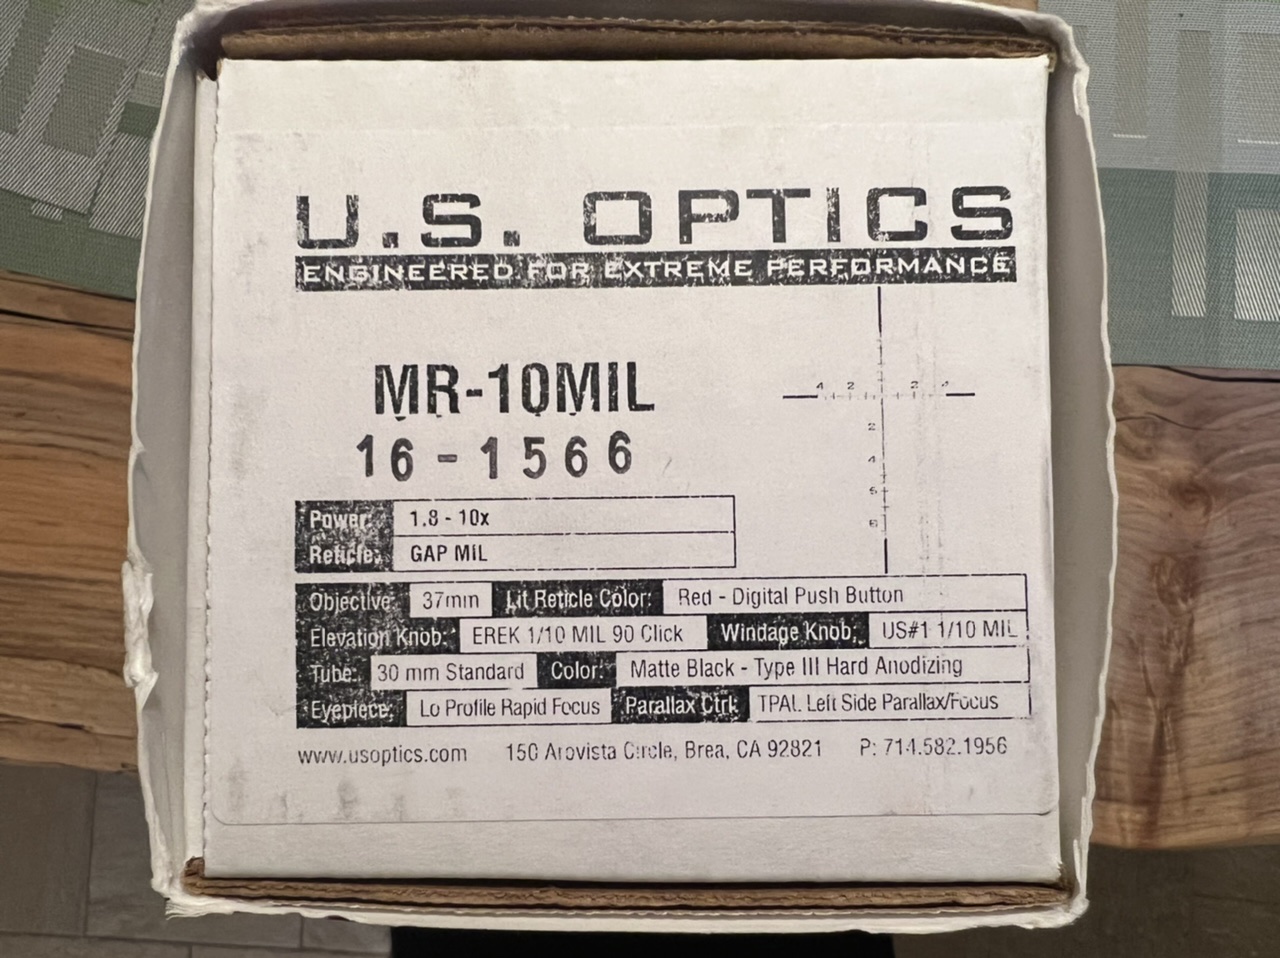 U.S. OPTICS
ENGINEERED FOR EXTREME PERFORMANCE
MR-10MIL
16-1566
4 2 2 4
2
4
Power: 1.8 - 10x
Reticle: GAP MIL
Objective: 37mm Lit Reticle Color: Red - Digital Push Button
Elevation Knob: EREK 1/10 MIL 90 Click Windage Knob: US#1 1/10 MIL
Tube: 30 mm Standard Color: Matte Black - Type III Hard Anodizing
Eyepiece: Lo Profile Rapid Focus Parallax Ctrl: TPAL Left Side Parallax/Focus
www.usoptics.com 150 Arovista Circle, Brea, CA 92821 P: 714.582.1956